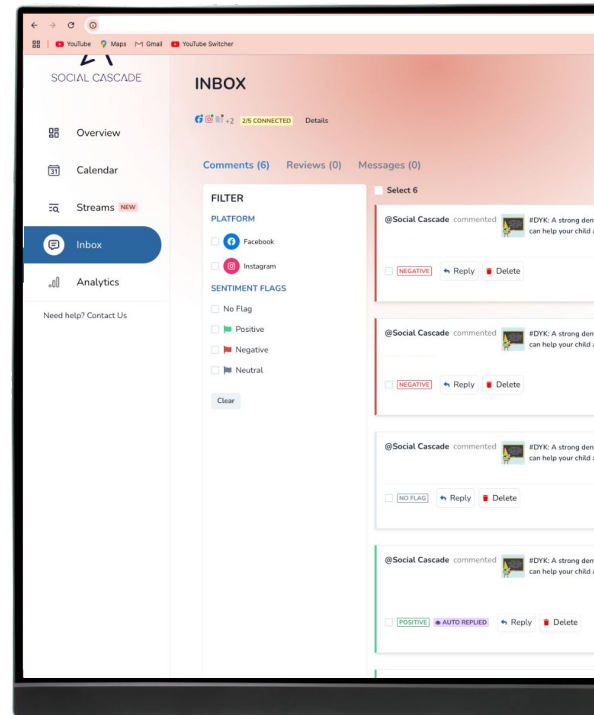 YouTube Maps Gmail YouTube Switcher
SOCIAL CASCADE
Overview
31 Calendar
Streams NEW
Inbox
Analytics
Need help? Contact Us
INBOX
+2 2/5 CONNECTED Details
Comments (6) Reviews (0) Messages (0)
FILTER
PLATFORM
Facebook
Instagram
SENTIMENT FLAGS
No Flag
Positive
Negative
Neutral
Clear
Select 6
@Social Cascade commented #DYK: A strong den
can help your child a
NEGATIVE Reply Delete
@Social Cascade commented #DYK: A strong den
can help your child a
NEGATIVE Reply Delete
@Social Cascade commented #DYK: A strong den
can help your child a
NO FLAG Reply Delete
@Social Cascade commented #DYK: A strong den
can help your child a
POSITIVE AUTO REPLIED Reply Delete